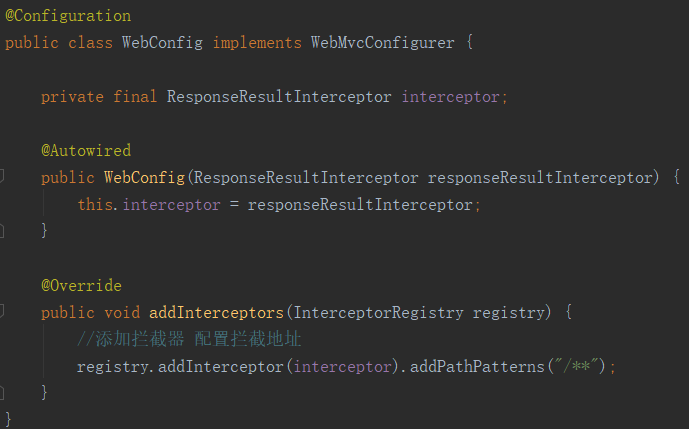 @Configuration
public class WebConfig implements WebMvcConfigurer {
private final ResponseResultInterceptor interceptor;
@Autowired
public WebConfig(ResponseResultInterceptor responseResultInterceptor) {
this.interceptor = responseResultInterceptor;
}
@Override
public void addInterceptors(InterceptorRegistry registry) {
//添加拦截器 配置拦截地址
registry.addInterceptor(interceptor).addPathPatterns("/**");
}
}